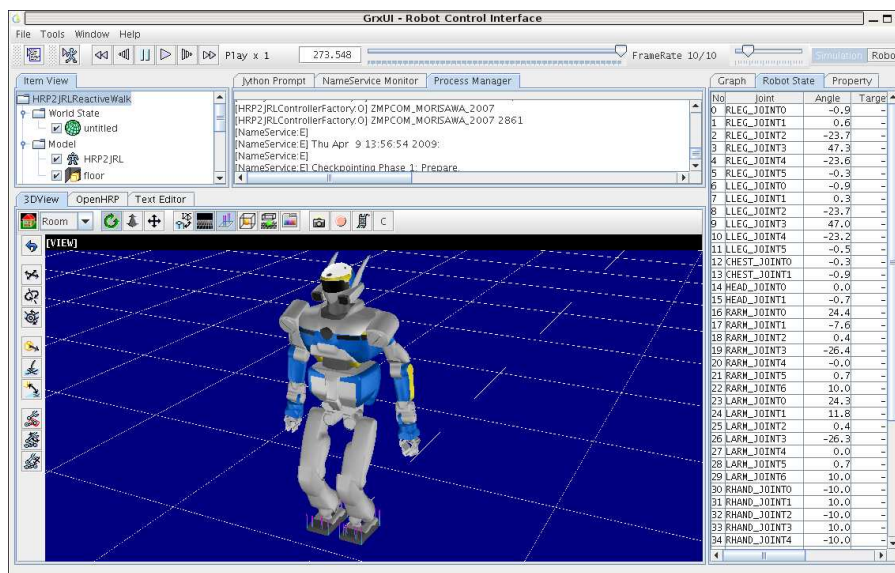 GrxUI - Robot Control Interface
File Tools Window Help
Play x 1 273.548 FrameRate 10/10 Simulation Robo
Item View
HRP2JRLReactiveWalk
World State
untitled
Model
HRP2JRL
floor
Jython Prompt NameService Monitor Process Manager
[HRP2JRLControllerFactory:O] ZMPCOM_MORISAWA_2007
[HRP2JRLControllerFactory:O] ZMPCOM_MORISAWA_2007 2861
[NameService:E]
[NameService:E] Thu Apr 9 13:56:54 2009:
[NameService:E]
[NameService:E] Checkpointing Phase 1: Prepare.
3DView OpenHRP Text Editor
Room C
[VIEW]
Graph Robot State Property
No Joint Angle Target
0 RLEG_JOINT0 -0.9 -
1 RLEG_JOINT1 0.6 -
2 RLEG_JOINT2 -23.7 -
3 RLEG_JOINT3 47.3 -
4 RLEG_JOINT4 -23.6 -
5 RLEG_JOINT5 -0.3 -
6 LLEG_JOINT0 -0.9 -
7 LLEG_JOINT1 0.3 -
8 LLEG_JOINT2 -23.7 -
9 LLEG_JOINT3 47.0 -
10 LLEG_JOINT4 -23.2 -
11 LLEG_JOINT5 -0.5 -
12 CHEST_JOINT0 -0.3 -
13 CHEST_JOINT1 -0.9 -
14 HEAD_JOINT0 0.0 -
15 HEAD_JOINT1 -0.7 -
16 RARM_JOINT0 24.4 -
17 RARM_JOINT1 -7.6 -
18 RARM_JOINT2 0.4 -
19 RARM_JOINT3 -26.4 -
20 RARM_JOINT4 -0.0 -
21 RARM_JOINT5 0.7 -
22 RARM_JOINT6 10.0 -
23 LARM_JOINT0 24.3 -
24 LARM_JOINT1 11.8 -
25 LARM_JOINT2 0.4 -
26 LARM_JOINT3 -26.3 -
27 LARM_JOINT4 0.0 -
28 LARM_JOINT5 0.7 -
29 LARM_JOINT6 10.0 -
30 RHAND_JOINT0 -10.0 -
31 RHAND_JOINT1 10.0 -
32 RHAND_JOINT2 -10.0 -
33 RHAND_JOINT3 10.0 -
34 RHAND_JOINT4 -10.0 -